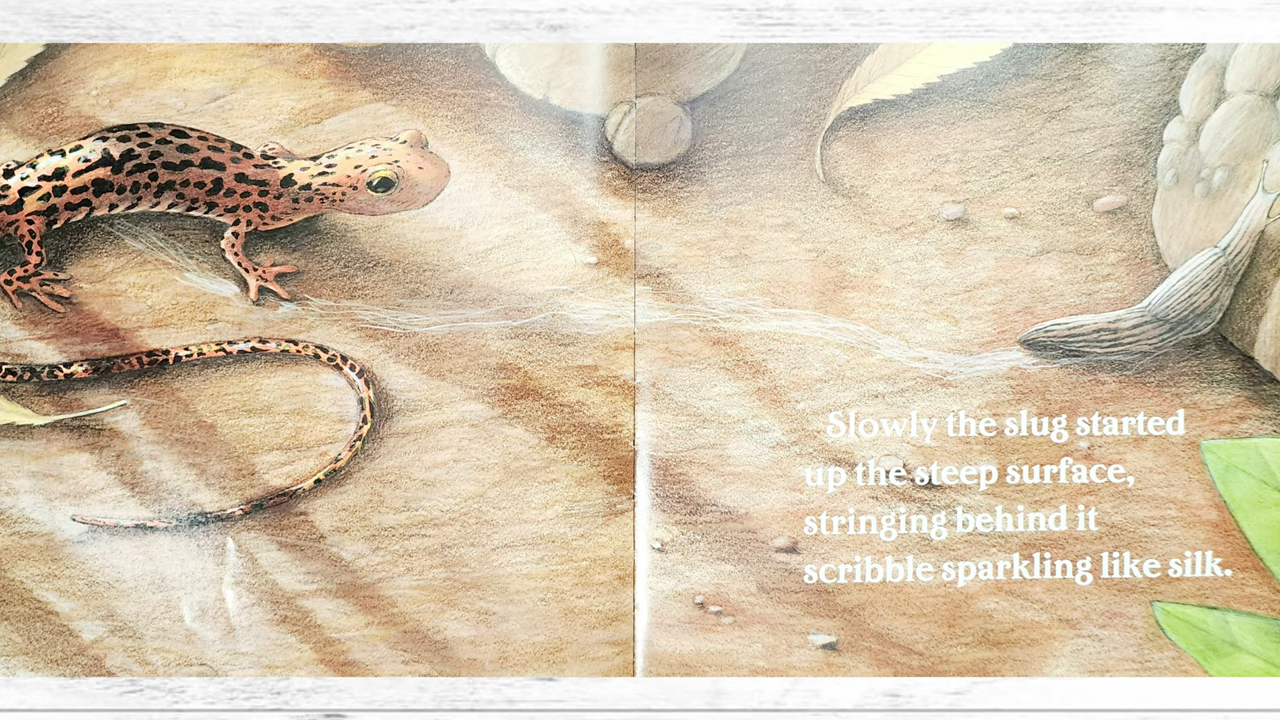 Slowly the slug started
up the steep surface,
stringing behind it
scribble sparkling like silk.